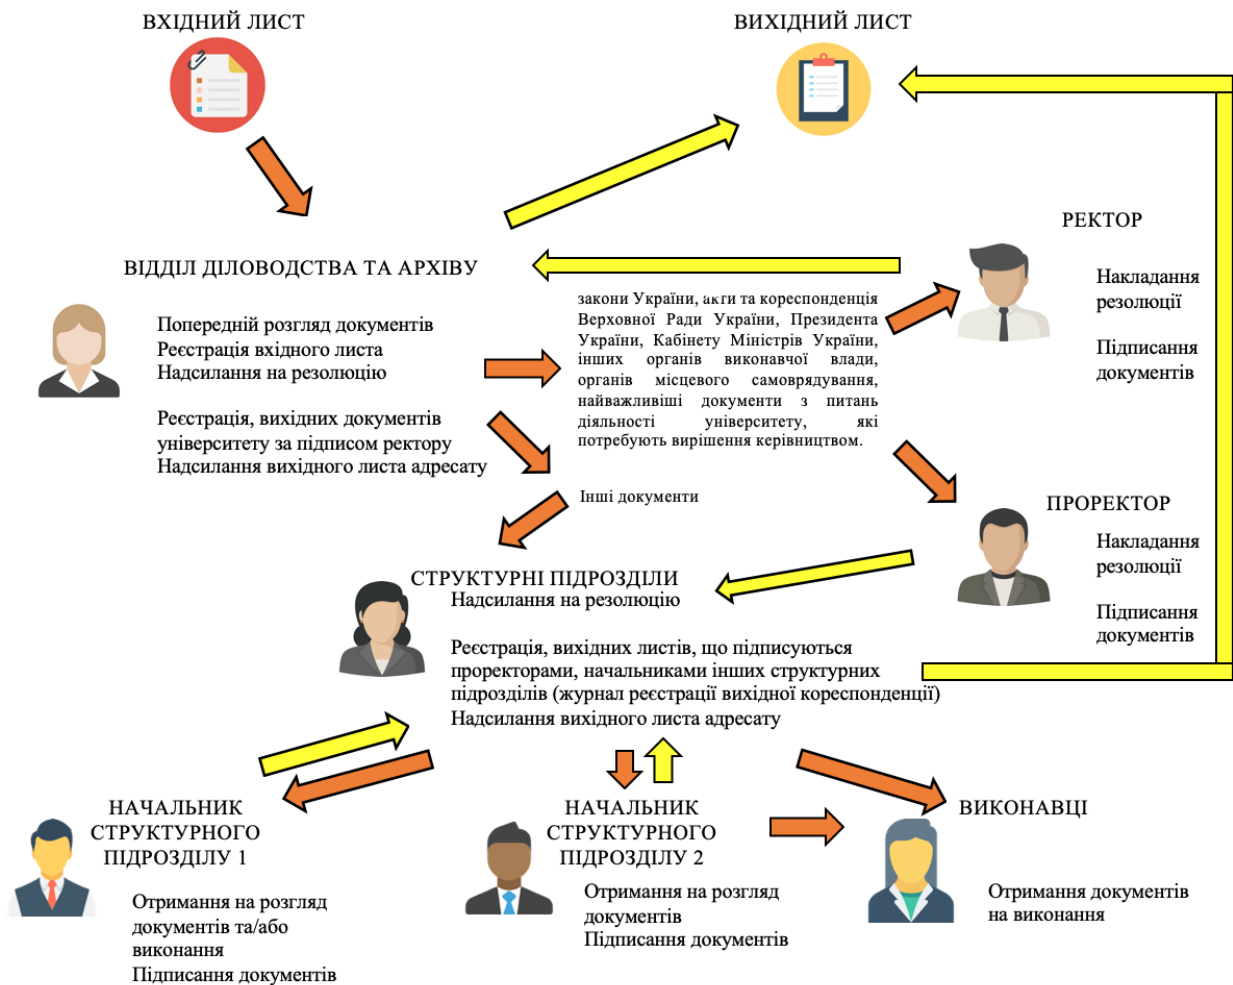 ВХІДНИЙ ЛИСТ
ВИХІДНИЙ ЛИСТ
РЕКТОР
Накладання
резолюції
Підписання
документів
ВІДДІЛ ДІЛОВОДСТВА ТА АРХІВУ
Попередній розгляд документів
Реєстрація вхідного листа
Надсилання на резолюцію
Реєстрація, вихідних документів
університету за підписом ректору
Надсилання вихідного листа адресату
закони України, акти та кореспонденція
Верховної Ради України, Президента
України, Кабінету Міністрів України,
інших органів виконавчої влади,
органів місцевого самоврядування,
найважливіші документи з питань
діяльності університету, які
потребують вирішення керівництвом.
Інші документи
ПРОРЕКТОР
Накладання
резолюції
Підписання
документів
СТРУКТУРНІ ПІДРОЗДІЛИ
Надсилання на резолюцію
Реєстрація, вихідних листів, що підписуються
проректорами, начальниками інших структурних
підрозділів (журнал реєстрації вихідної кореспонденції)
Надсилання вихідного листа адресату
НАЧАЛЬНИК
СТРУКТУРНОГО
ПІДРОЗДІЛУ 1
Отримання на розгляд
документів та/або
виконання
Підписання документів
НАЧАЛЬНИК
СТРУКТУРНОГО
ПІДРОЗДІЛУ 2
Отримання на розгляд
документів
Підписання документів
ВИКОНАВЦІ
Отримання документів
на виконання